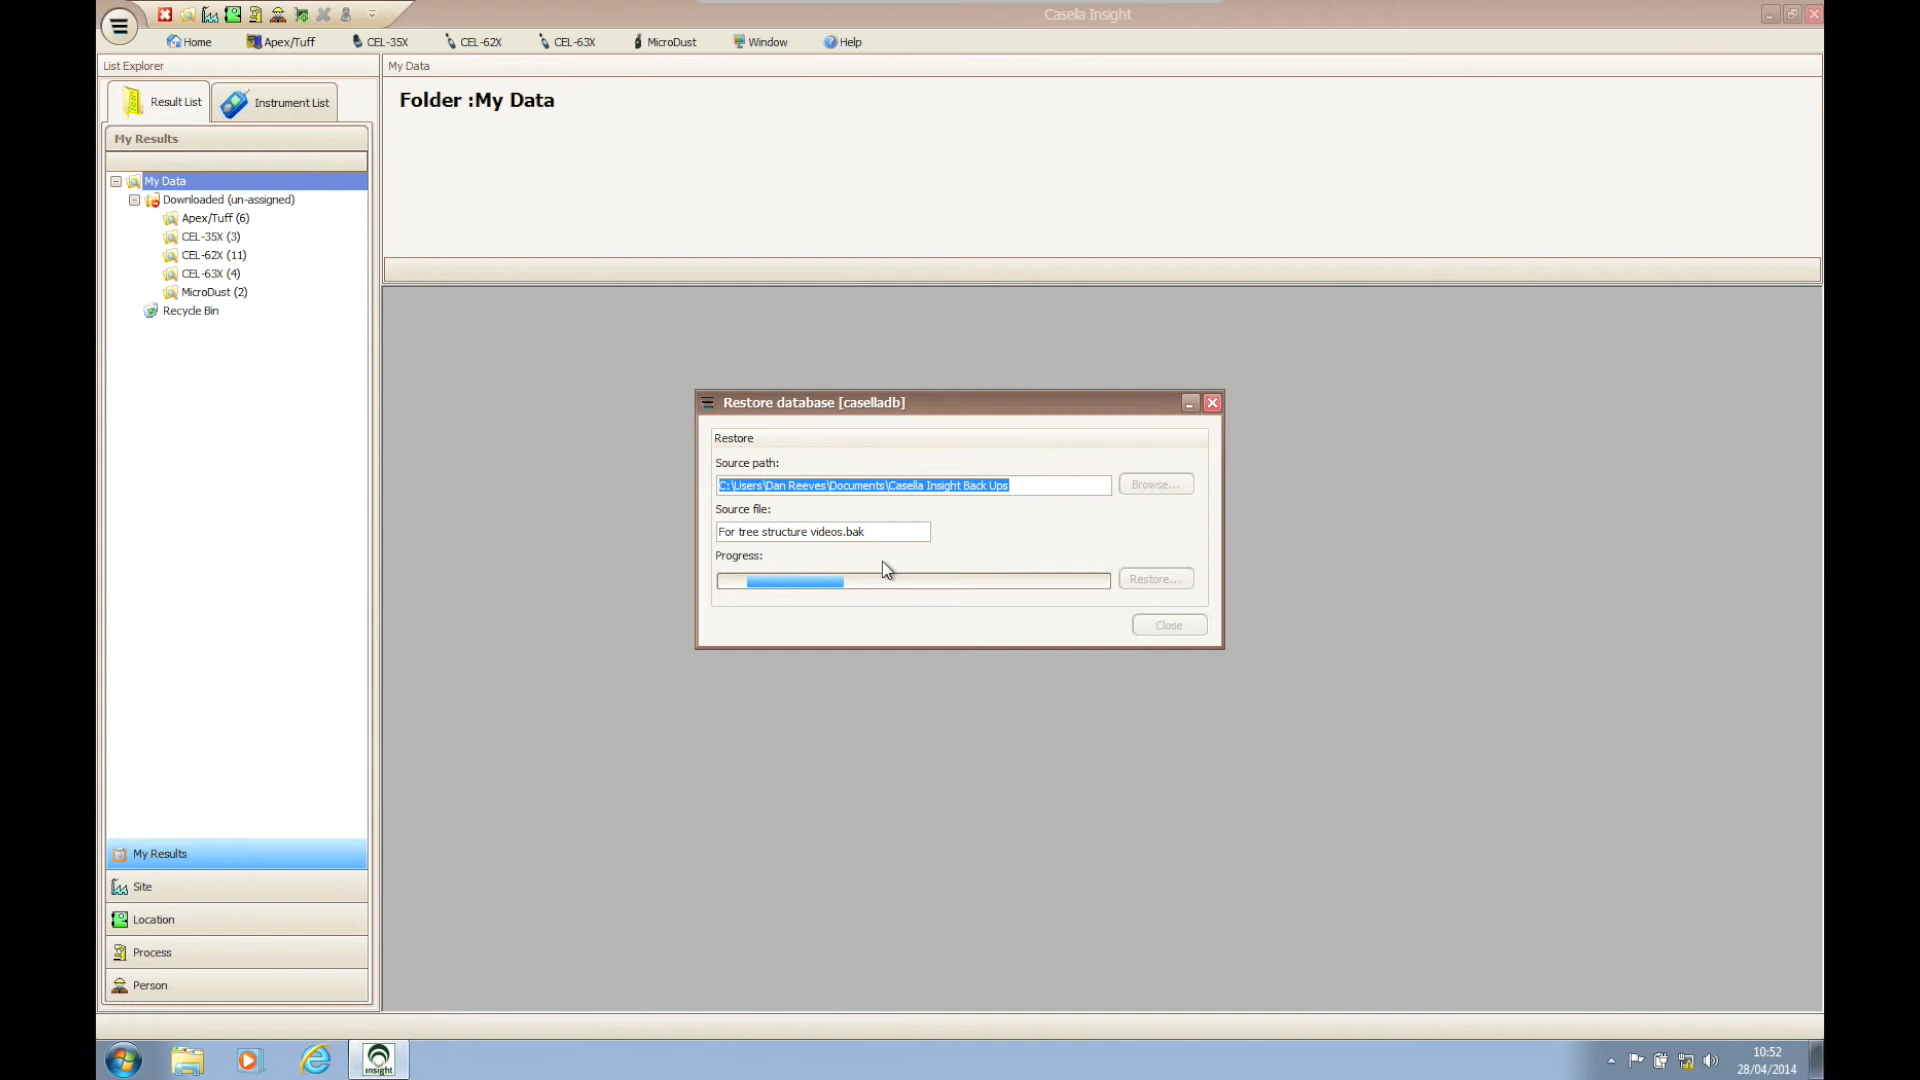 Casella Insight
Home Apex/Tuff CEL-35X CEL-62X CEL-63X MicroDust Window Help
List Explorer
My Data
Result List Instrument List
Folder :My Data
My Results
My Data
Downloaded (un-assigned)
Apex/Tuff (6)
CEL-35X (3)
CEL-62X (11)
CEL-63X (4)
MicroDust (2)
Recycle Bin
Restore database [caselladb]
Restore
Source path:
C:\Users\Dan Reeves\Documents\Casella Insight Back Ups
Browse...
Source file:
For tree structure videos.bak
Progress:
Restore...
Close
My Results
Site
Location
Process
Person
insight
10:52
28/04/2014